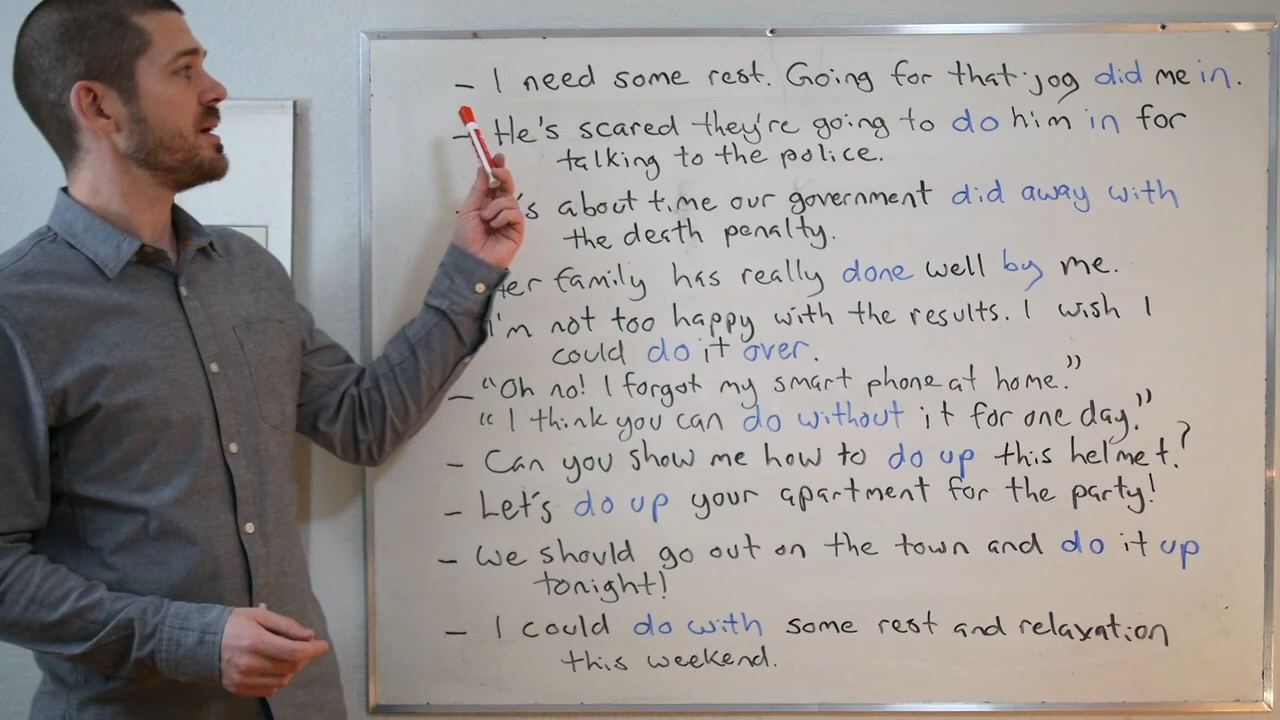 – I need some rest. Going for that jog did me in.
– He's scared they're going to do him in for
talking to the police.
- 's about time our government did away with
the death penalty.
er family has really done well by me.
I'm not too happy with the results. I wish I
could do it over.
– "Oh no! I forgot my smart phone at home."
"I think you can do without it for one day."
– Can you show me how to do up this helmet?
– Let's do up your apartment for the party!
– We should go out on the town and do it up
tonight!
– I could do with some rest and relaxation
this weekend.